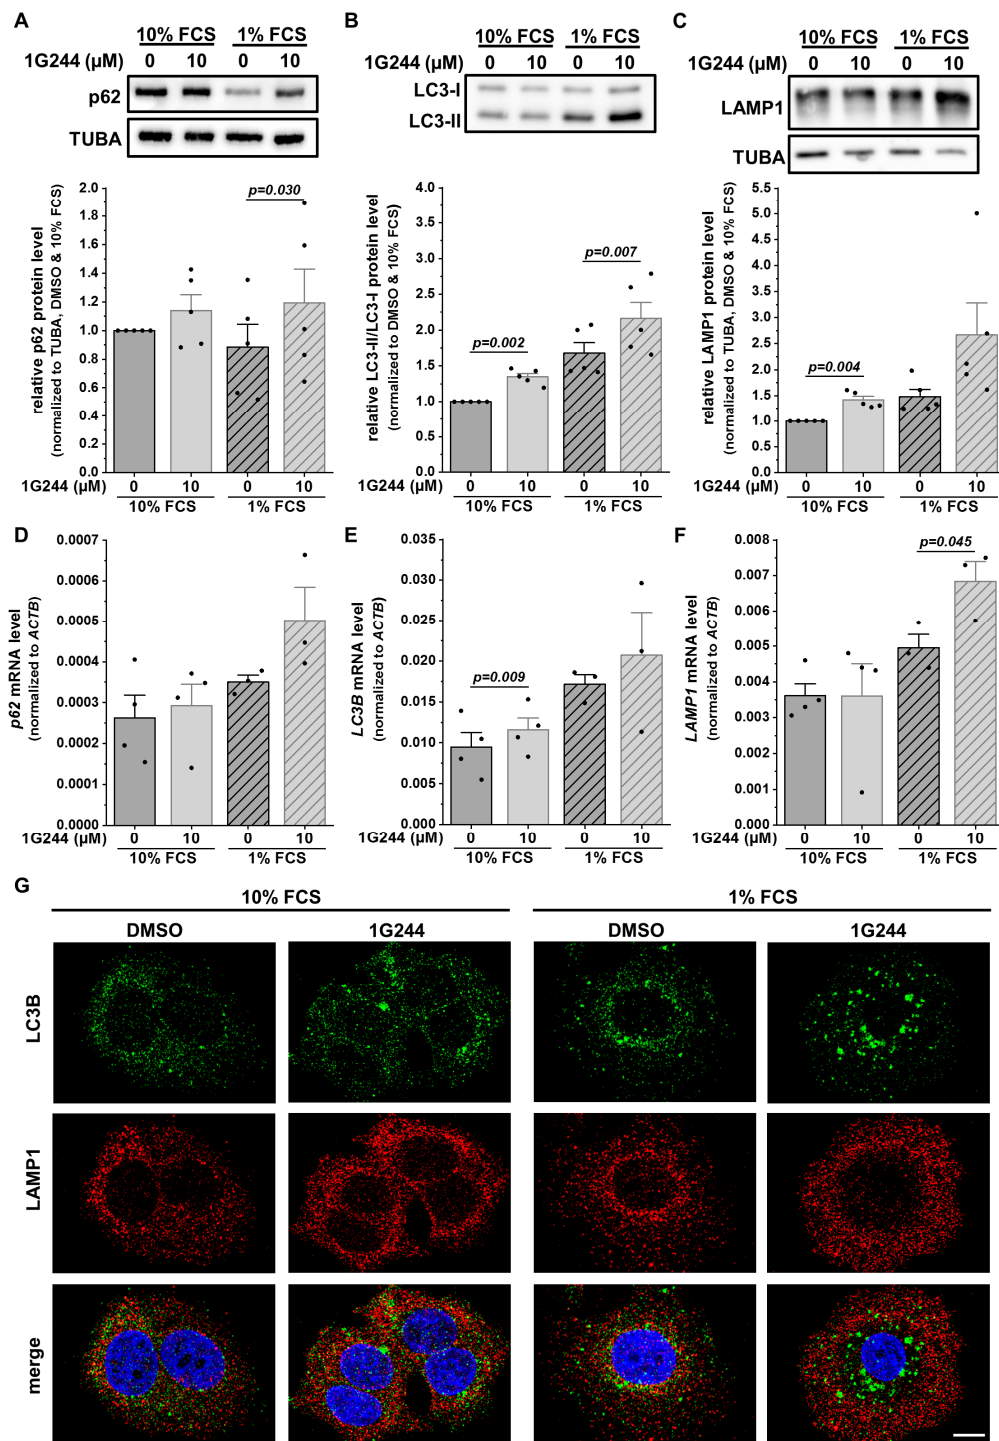 A
10% FCS 1% FCS
1G244 (µM) 0 10 0 10
p62
TUBA
relative p62 protein level
(normalized to TUBA, DMSO & 10% FCS)
2.0
1.8
1.6
1.4
1.2
1.0
0.8
0.6
0.4
0.2
0.0
p=0.030
1G244 (µM) 0 10 0 10
10% FCS 1% FCS
B
10% FCS 1% FCS
1G244 (µM) 0 10 0 10
LC3-I
LC3-II
relative LC3-II/LC3-I protein level
(normalized to DMSO & 10% FCS)
4.0
3.5
3.0
2.5
2.0
1.5
1.0
0.5
0.0
p=0.002
p=0.007
1G244 (µM) 0 10 0 10
10% FCS 1% FCS
C
10% FCS 1% FCS
1G244 (µM) 0 10 0 10
LAMP1
TUBA
relative LAMP1 protein level
(normalized to TUBA, DMSO & 10% FCS)
5.5
5.0
4.5
4.0
3.5
3.0
2.5
2.0
1.5
1.0
0.5
0.0
p=0.004
1G244 (µM) 0 10 0 10
10% FCS 1% FCS
D
p62 mRNA level
(normalized to ACTB)
0.0007
0.0006
0.0005
0.0004
0.0003
0.0002
0.0001
0.0000
1G244 (µM) 0 10 0 10
10% FCS 1% FCS
E
LC3B mRNA level
(normalized to ACTB)
0.035
0.030
0.025
0.020
0.015
0.010
0.005
0.000
p=0.009
1G244 (µM) 0 10 0 10
10% FCS 1% FCS
F
LAMP1 mRNA level
(normalized to ACTB)
0.008
0.007
0.006
0.005
0.004
0.003
0.002
0.001
0.000
p=0.045
1G244 (µM) 0 10 0 10
10% FCS 1% FCS
G
10% FCS 1% FCS
DMSO 1G244 DMSO 1G244
LC3B
LAMP1
merge